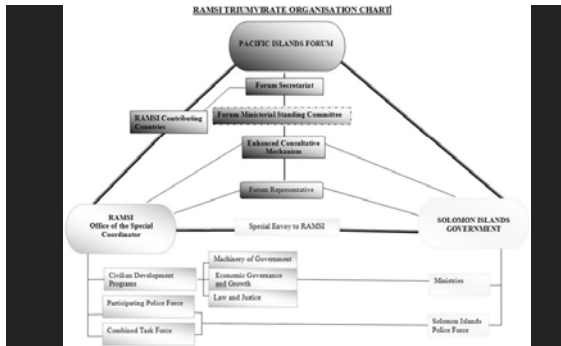 RAMSI TRIUMVIRATE ORGANISATION CHART
PACIFIC ISLANDS FORUM
Forum Secretariat
RAMSI Contributing
Countries
Forum Ministerial Standing Committee
Enhanced Consultative
Mechanism
Forum Representative
RAMSI
Office of the Special
Coordinator
Special Envoy to RAMSI
SOLOMON ISLANDS
GOVERNMENT
Machinery of Government
Civilian Development
Programs
Economic Governance
and Growth
Ministries
Law and Justice
Participating Police Force
Combined Task Force
Solomon Islands
Police Force